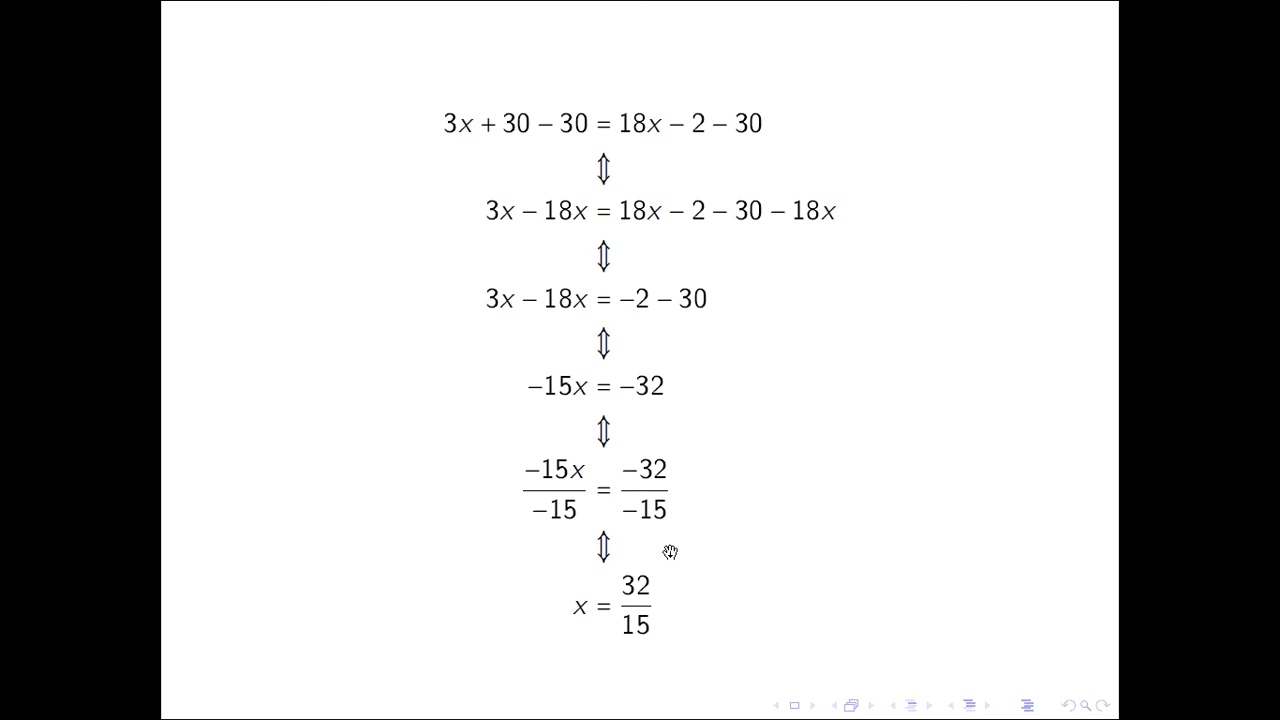 3x + 30 − 30 = 18x − 2 − 30
⇕
3x − 18x = 18x − 2 − 30 − 18x
⇕
3x − 18x = −2 − 30
⇕
−15x = −32
⇕
−15x/−15 = −32/−15
⇕
x = 32/15